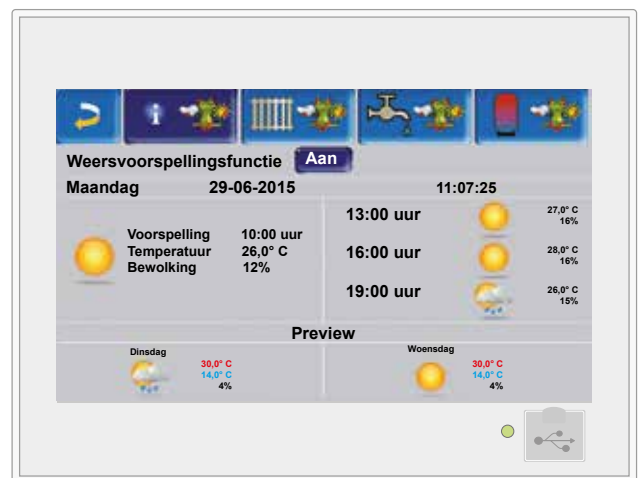 Weersvoorspellingsfunctie Aan
Maandag 29-06-2015 11:07:25
Voorspelling 10:00 uur
Temperatuur 26,0° C
Bewolking 12%
13:00 uur 27,0° C
16%
16:00 uur 28,0° C
16%
19:00 uur 26,0° C
15%
Preview
Dinsdag
30,0° C
14,0° C
4%
Woensdag
30,0° C
14,0° C
4%